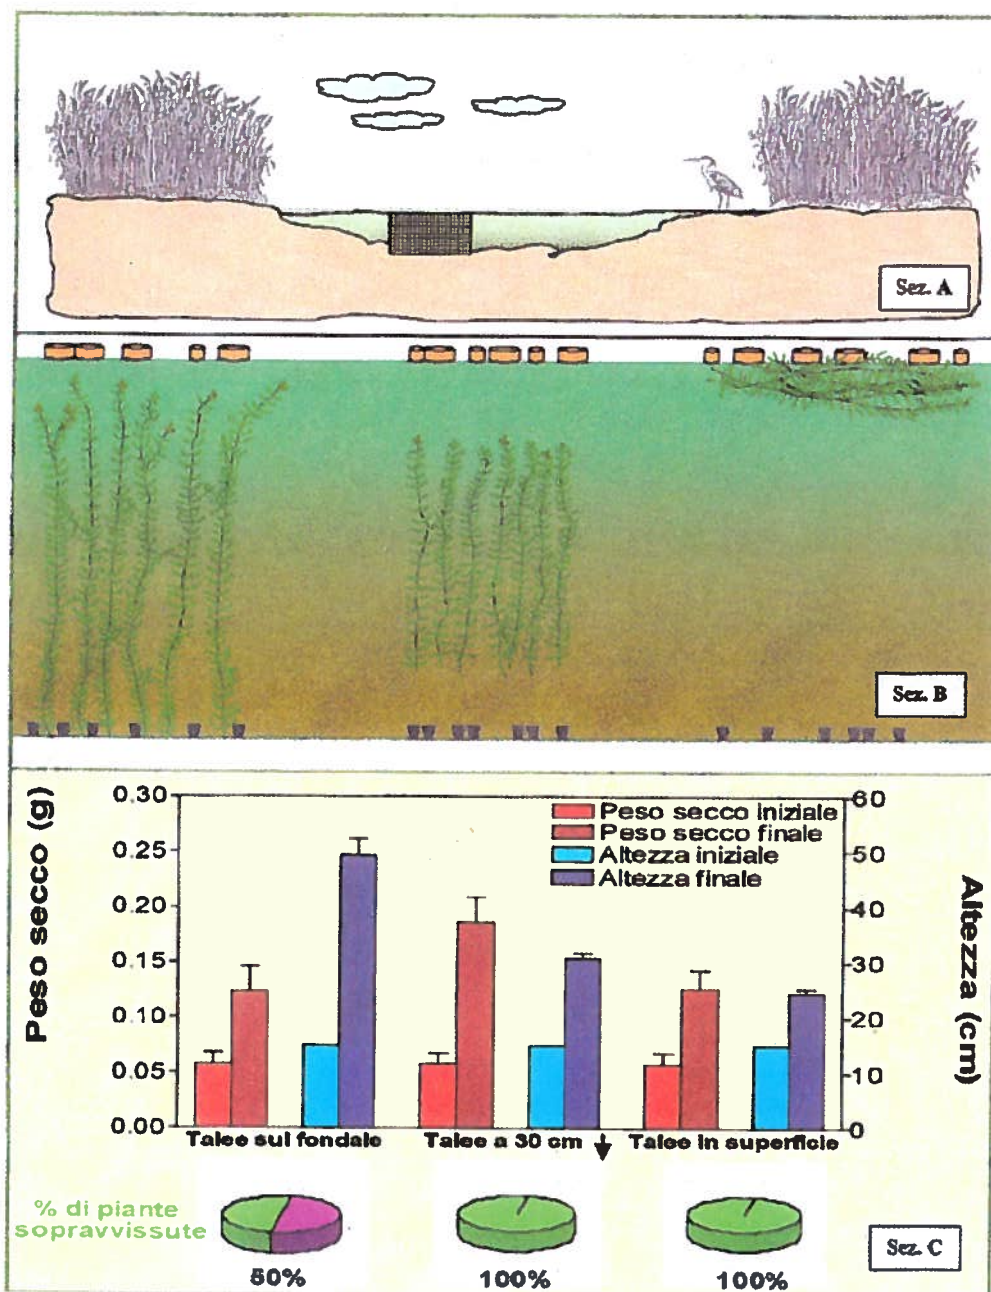 Sez. A
Sez. B
Peso secco (g)
0.30
0.25
0.20
0.15
0.10
0.05
0.00
Peso secco iniziale
Peso secco finale
Altezza iniziale
Altezza finale
60
50
40
30
20
10
0
Altezza (cm)
Talee sul fondale
Talee a 30 cm
Talee in superficie
% di piante
sopravvissute
50%
100%
100%
Sez. C